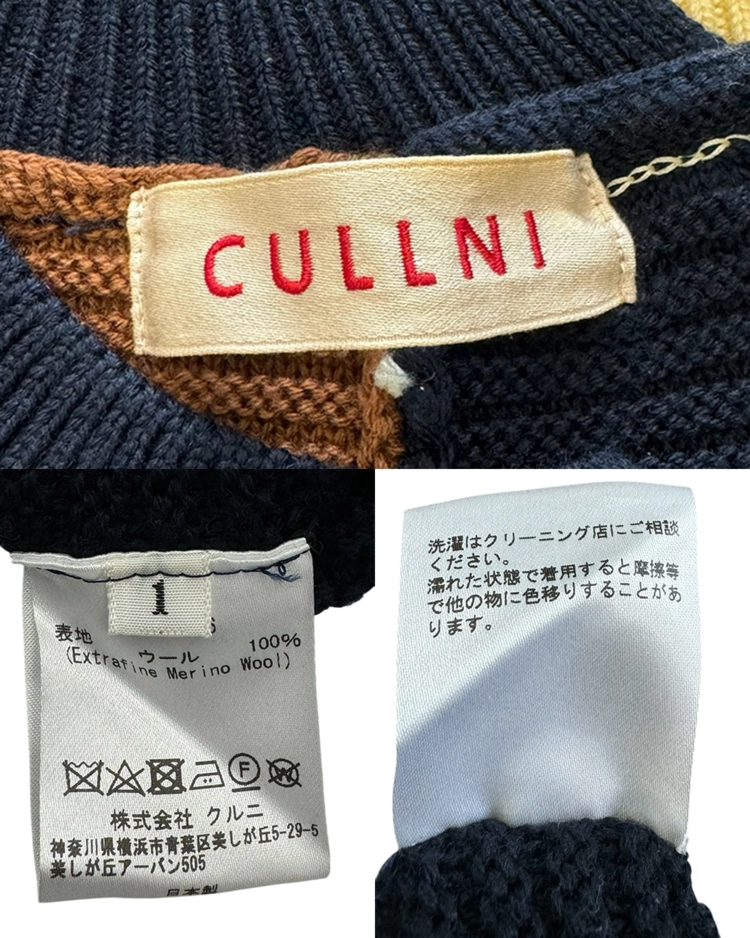 CULLNI
1
表地 ウール 100%
(Extrafine Merino Wool)
F W
株式会社 クルニ
神奈川県横浜市青葉区美しが丘5-29-6
美しが丘アーバン505
日本製
洗濯はクリーニング店にご相談
ください。
濡れた状態で着用すると摩擦等
で他の物に色移りすることがあ
ります。